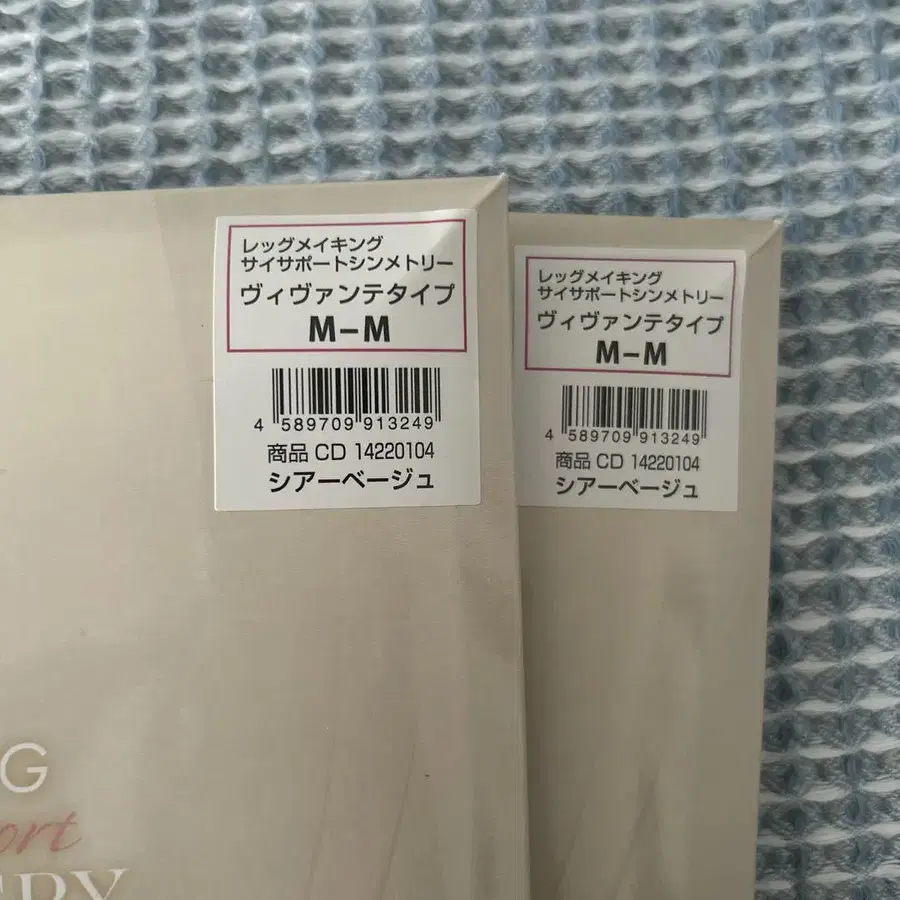 レッグメイキング
サイサポートシンメトリー
ヴィヴァンテタイプ
M-M
4 589709 913249
商品 CD 14220104
シアーベージュ
レッグメイキング
サイサポートシンメトリー
ヴィヴァンテタイプ
M-M
4 589709 913249
商品 CD 14220104
シアーベージュ
G
ort